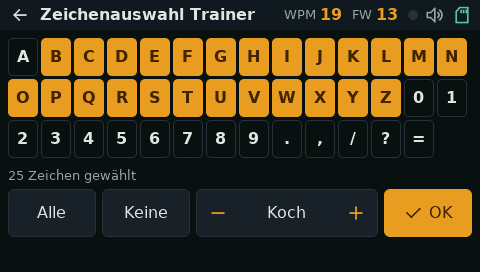 ← Zeichenauswahl Trainer WPM 19 FW 13
A B C D E F G H I J K L M N
O P Q R S T U V W X Y Z 0 1
2 3 4 5 6 7 8 9 . , / ? =
25 Zeichen gewählt
Alle Keine − Koch + ✓ OK